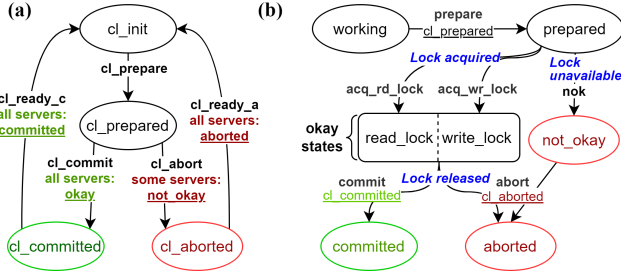 (a)
cl_init
cl_prepare
cl_ready_c
all servers:
committed
cl_ready_a
all servers:
aborted
cl_prepared
cl_commit
all servers:
okay
cl_abort
some servers:
not_okay
cl_committed
cl_aborted
(b)
working
prepare
cl_prepared
prepared
Lock acquired
Lock
unavailable
nok
acq_rd_lock
acq_wr_lock
okay
states
read_lock
write_lock
not_okay
Lock released
commit
cl_committed
abort
cl_aborted
committed
aborted